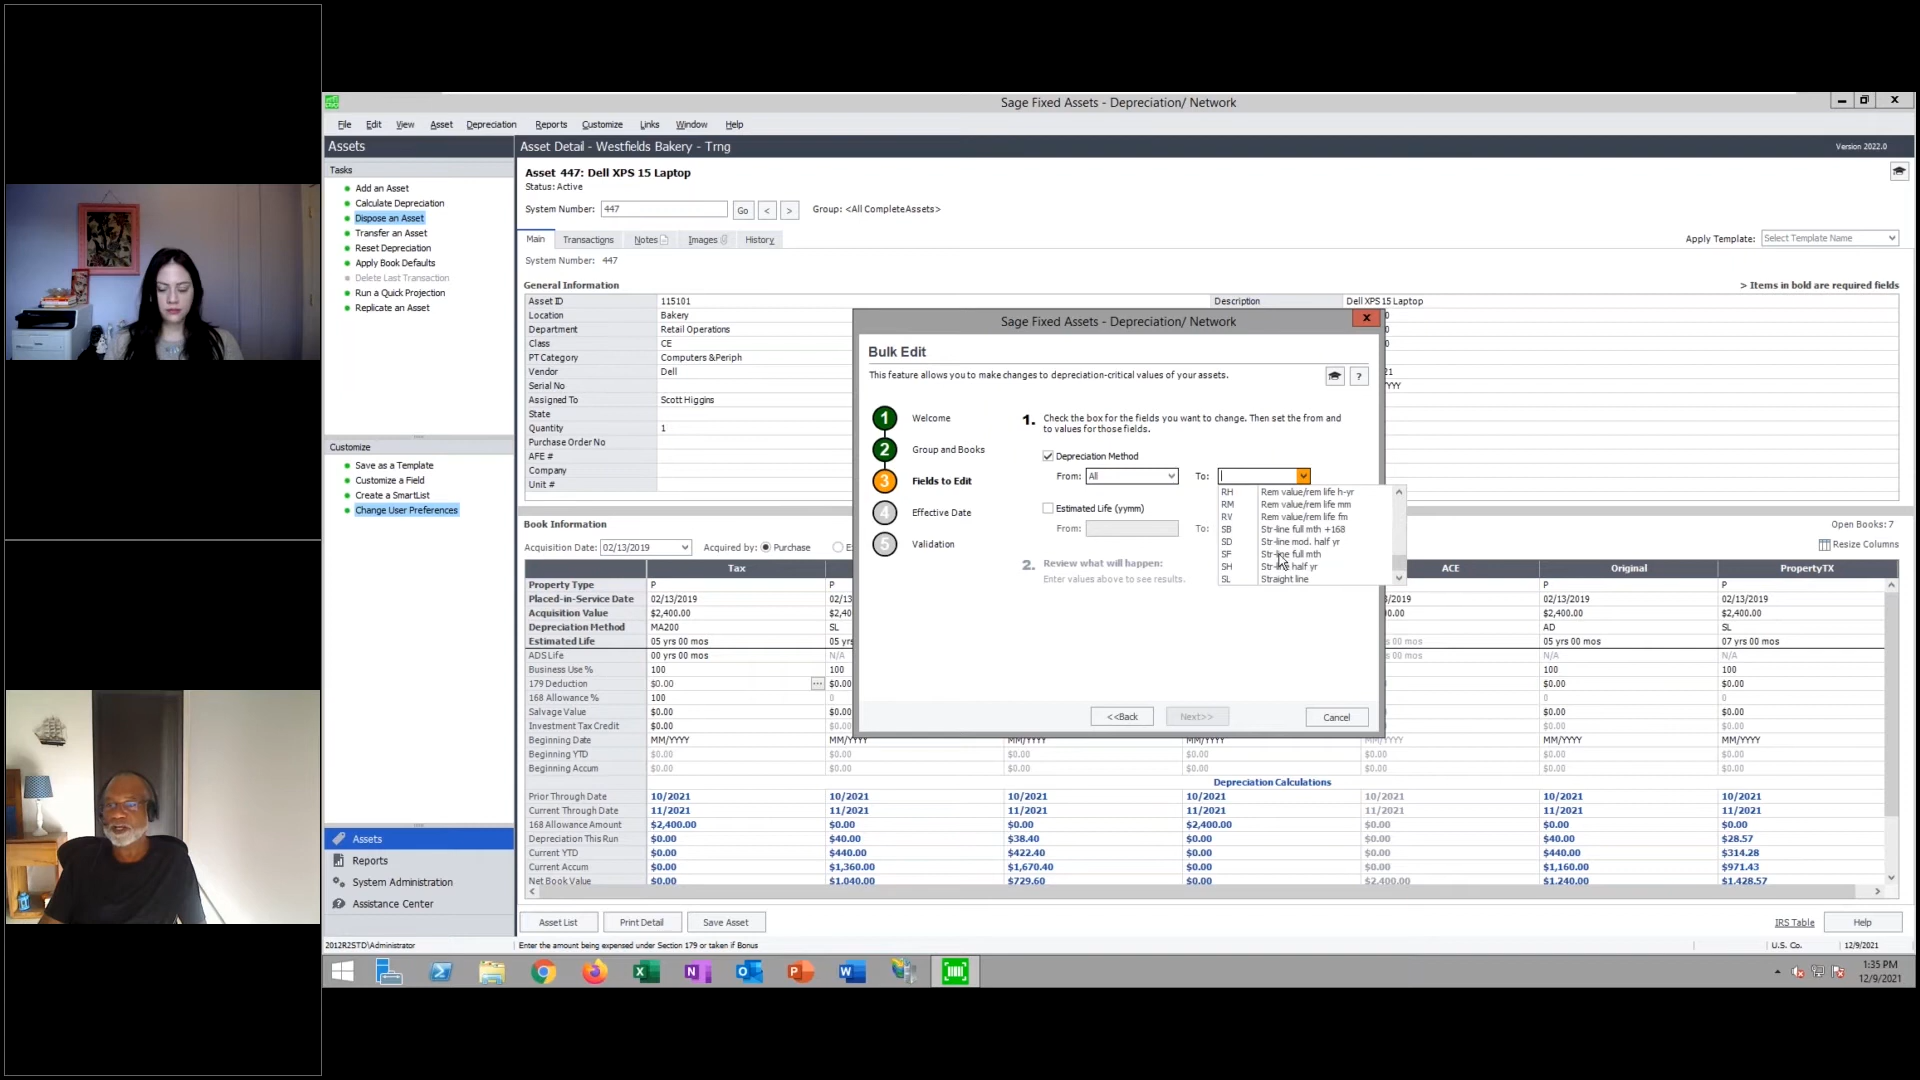 Sage Fixed Assets - Depreciation/ Network
File Edit View Asset Depreciation Reports Customize Links Window Help
Assets
Asset Detail - Westfields Bakery - Trng
Version 2022.0
Tasks
Add an Asset
Calculate Depreciation
Dispose an Asset
Transfer an Asset
Reset Depreciation
Apply Book Defaults
Delete Last Transaction
Run a Quick Projection
Replicate an Asset
Customize
Save as a Template
Customize a Field
Create a SmartList
Change User Preferences
Assets
Reports
System Administration
Assistance Center
Asset 447: Dell XPS 15 Laptop
Status: Active
System Number: 447 Go < > Group: <All CompleteAssets>
Main Transactions Notes Images History
Apply Template: Select Template Name
System Number: 447
General Information
> Items in bold are required fields
Asset ID 115101 Description Dell XPS 15 Laptop
Location Bakery
Department Retail Operations
Class CE
PT Category Computers &Periph
Vendor Dell
Serial No
Assigned To Scott Higgins
State
Quantity 1
Purchase Order No
AFE #
Company
Unit #
Sage Fixed Assets - Depreciation/ Network
Bulk Edit
This feature allows you to make changes to depreciation-critical values of your assets.
?
1 Welcome
2 Group and Books
3 Fields to Edit
4 Effective Date
5 Validation
1. Check the box for the fields you want to change. Then set the from and
to values for those fields.
Depreciation Method
From: All To:
RH Rem value/rem life h-yr
RM Rem value/rem life mm
RV Rem value/rem life fm
SB Str-line full mth +168
SD Str-line mod. half yr
SF Str-line full mth
SH Str-line half yr
SL Straight line
Estimated Life (yymm)
From: To:
2. Review what will happen:
Enter values above to see results.
<<Back Next>> Cancel
Book Information
Open Books: 7
Acquisition Date: 02/13/2019 Acquired by: Purchase
Resize Columns
Tax ACE Original PropertyTX
Property Type P P P P
Placed-in-Service Date 02/13/2019 02/13 3/2019 02/13/2019 02/13/2019
Acquisition Value $2,400.00 $2,40 00.00 $2,400.00 $2,400.00
Depreciation Method MA200 SL AD SL
Estimated Life 05 yrs 00 mos 05 yrs s 00 mos 05 yrs 00 mos 07 yrs 00 mos
ADS Life 00 yrs 00 mos N/A s 00 mos N/A N/A
Business Use % 100 100 100 100
179 Deduction $0.00 ... $0.00 $0.00 $0.00
168 Allowance % 100 0 0 0
Salvage Value $0.00 $0.00 $0.00 $0.00
Investment Tax Credit $0.00 $0.00 $0.00 $0.00
Beginning Date MM/YYYY MM/YYYY MM/YYYY MM/YYYY MM/YYYY MM/YYYY MM/YYYY
Beginning YTD $0.00 $0.00 $0.00 $0.00 $0.00 $0.00 $0.00
Beginning Accum $0.00 $0.00 $0.00 $0.00 $0.00 $0.00 $0.00
Depreciation Calculations
Prior Through Date 10/2021 10/2021 10/2021 10/2021 10/2021 10/2021 10/2021
Current Through Date 11/2021 11/2021 11/2021 11/2021 11/2021 11/2021 11/2021
168 Allowance Amount $2,400.00 $0.00 $0.00 $2,400.00 $0.00 $0.00 $0.00
Depreciation This Run $0.00 $40.00 $38.40 $0.00 $0.00 $40.00 $28.57
Current YTD $0.00 $440.00 $422.40 $0.00 $0.00 $440.00 $314.28
Current Accum $0.00 $1,360.00 $1,670.40 $0.00 $0.00 $1,160.00 $971.43
Net Book Value $0.00 $1,040.00 $729.60 $0.00 $2,400.00 $1,240.00 $1,428.57
Asset List Print Detail Save Asset
IRS Table Help
2012R2STD\Administrator Enter the amount being expensed under Section 179 or taken if Bonus U.S. Co. 12/9/2021
1:35 PM
12/9/2021